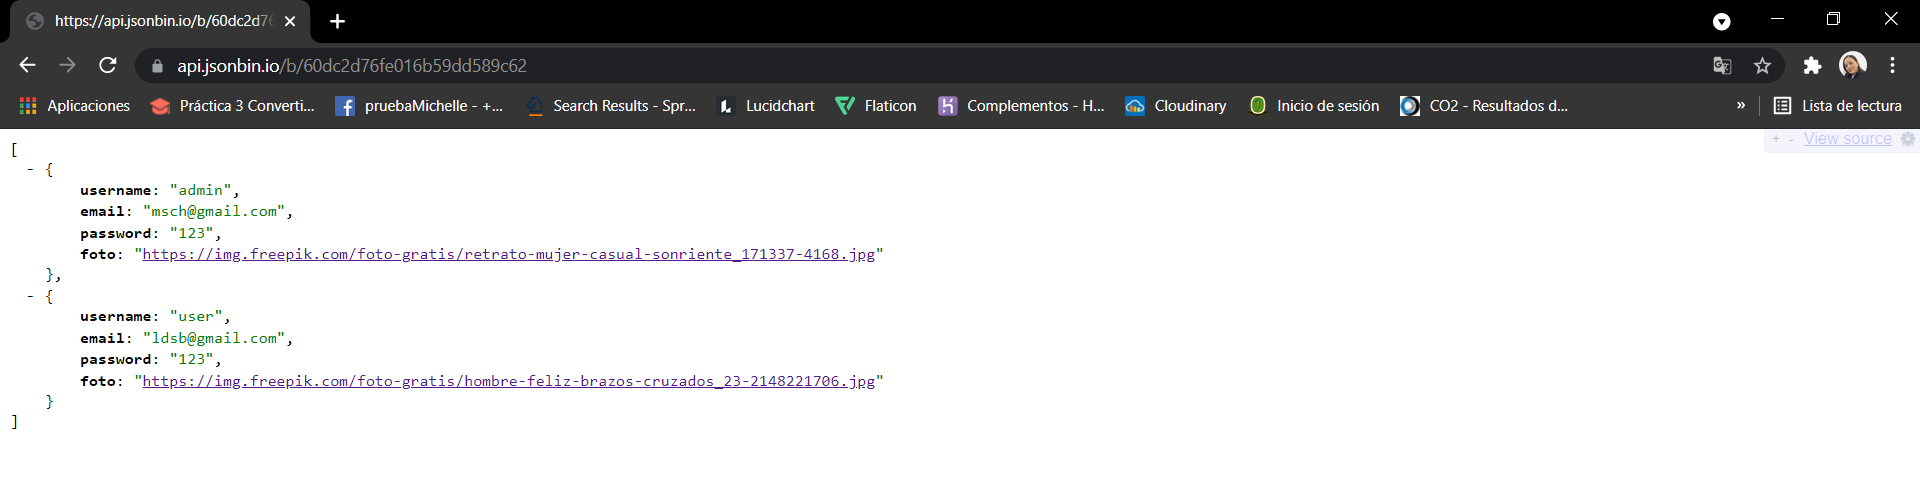 https://api.jsonbin.io/b/60dc2d76
api.jsonbin.io/b/60dc2d76fe016b59dd589c62
Aplicaciones Práctica 3 Converti... pruebaMichelle - +... Search Results - Spr... Lucidchart Flaticon Complementos - H... Cloudinary Inicio de sesión CO2 - Resultados d... » Lista de lectura
+ - View source
[
- {
username: "admin",
email: "msch@gmail.com",
password: "123",
foto: "https://img.freepik.com/foto-gratis/retrato-mujer-casual-sonriente_171337-4168.jpg"
},
- {
username: "user",
email: "ldsb@gmail.com",
password: "123",
foto: "https://img.freepik.com/foto-gratis/hombre-feliz-brazos-cruzados_23-2148221706.jpg"
}
]